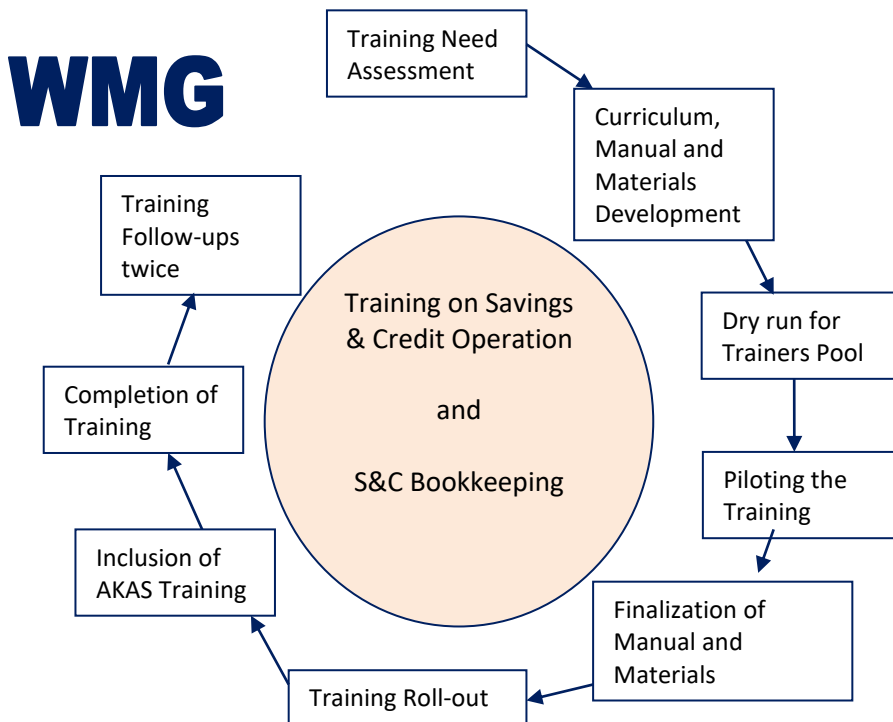 WMG
Training Need
Assessment
Curriculum,
Manual and
Materials
Development
Dry run for
Trainers Pool
Piloting the
Training
Finalization of
Manual and
Materials
Training Roll-out
Inclusion of
AKAS Training
Completion of
Training
Training
Follow-ups
twice
Training on Savings
& Credit Operation
and
S&C Bookkeeping